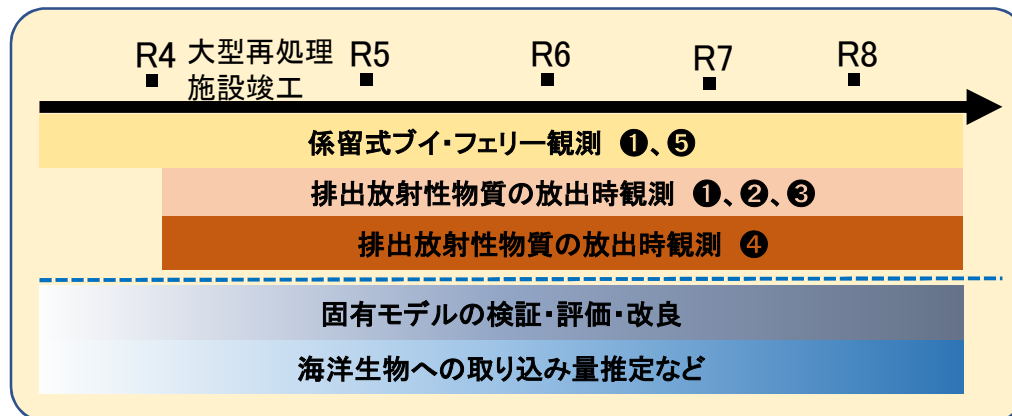 R4 大型再処理 R5 R6 R7 R8
施設竣工
係留式ブイ・フェリー観測 ❶、❺
排出放射性物質の放出時観測 ❶、❷、❸
排出放射性物質の放出時観測 ❹
固有モデルの検証・評価・改良
海洋生物への取り込み量推定など